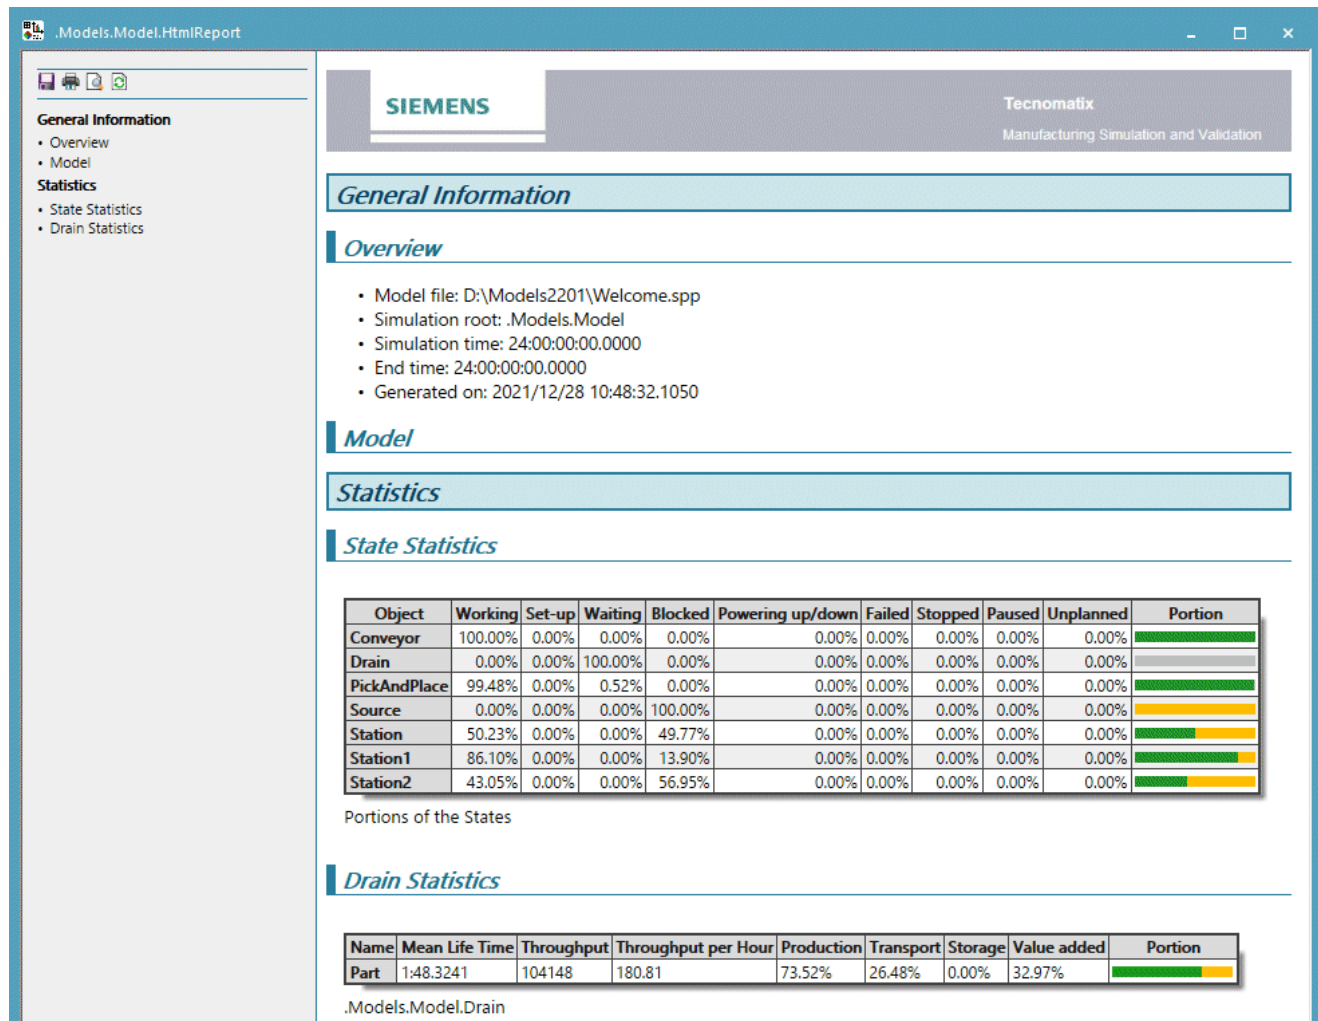 .Models.Model.HtmlReport
General Information
• Overview
• Model
Statistics
• State Statistics
• Drain Statistics
SIEMENS
Tecnomatix
Manufacturing Simulation and Validation
General Information
Overview
• Model file: D:\Models2201\Welcome.spp
• Simulation root: .Models.Model
• Simulation time: 24:00:00:00.0000
• End time: 24:00:00:00.0000
• Generated on: 2021/12/28 10:48:32.1050
Model
Statistics
State Statistics
Object Working Set-up Waiting Blocked Powering up/down Failed Stopped Paused Unplanned Portion
Conveyor 100.00% 0.00% 0.00% 0.00% 0.00% 0.00% 0.00% 0.00% 0.00%
Drain 0.00% 0.00% 100.00% 0.00% 0.00% 0.00% 0.00% 0.00% 0.00%
PickAndPlace 99.48% 0.00% 0.52% 0.00% 0.00% 0.00% 0.00% 0.00% 0.00%
Source 0.00% 0.00% 0.00% 100.00% 0.00% 0.00% 0.00% 0.00% 0.00%
Station 50.23% 0.00% 0.00% 49.77% 0.00% 0.00% 0.00% 0.00% 0.00%
Station1 86.10% 0.00% 0.00% 13.90% 0.00% 0.00% 0.00% 0.00% 0.00%
Station2 43.05% 0.00% 0.00% 56.95% 0.00% 0.00% 0.00% 0.00% 0.00%
Portions of the States
Drain Statistics
Name Mean Life Time Throughput Throughput per Hour Production Transport Storage Value added Portion
Part 1:48.3241 104148 180.81 73.52% 26.48% 0.00% 32.97%
.Models.Model.Drain